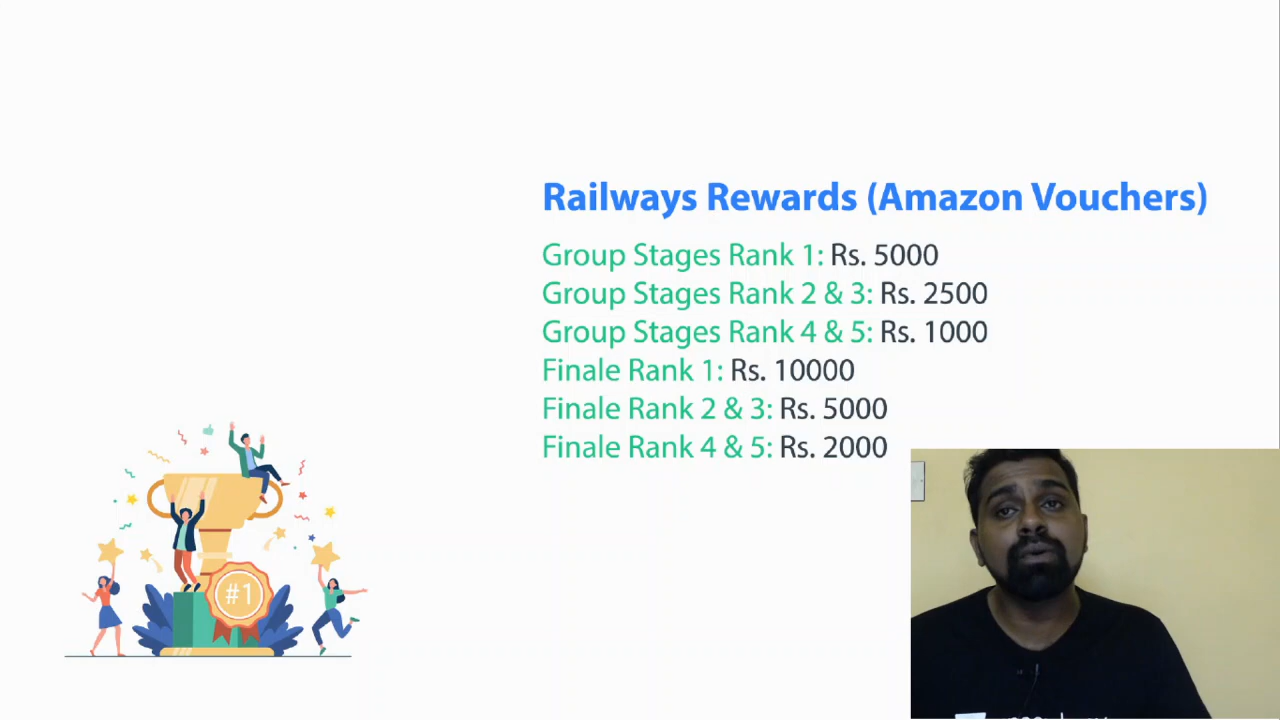 Railways Rewards (Amazon Vouchers)
Group Stages Rank 1: Rs. 5000
Group Stages Rank 2 & 3: Rs. 2500
Group Stages Rank 4 & 5: Rs. 1000
Finale Rank 1: Rs. 10000
Finale Rank 2 & 3: Rs. 5000
Finale Rank 4 & 5: Rs. 2000
#1